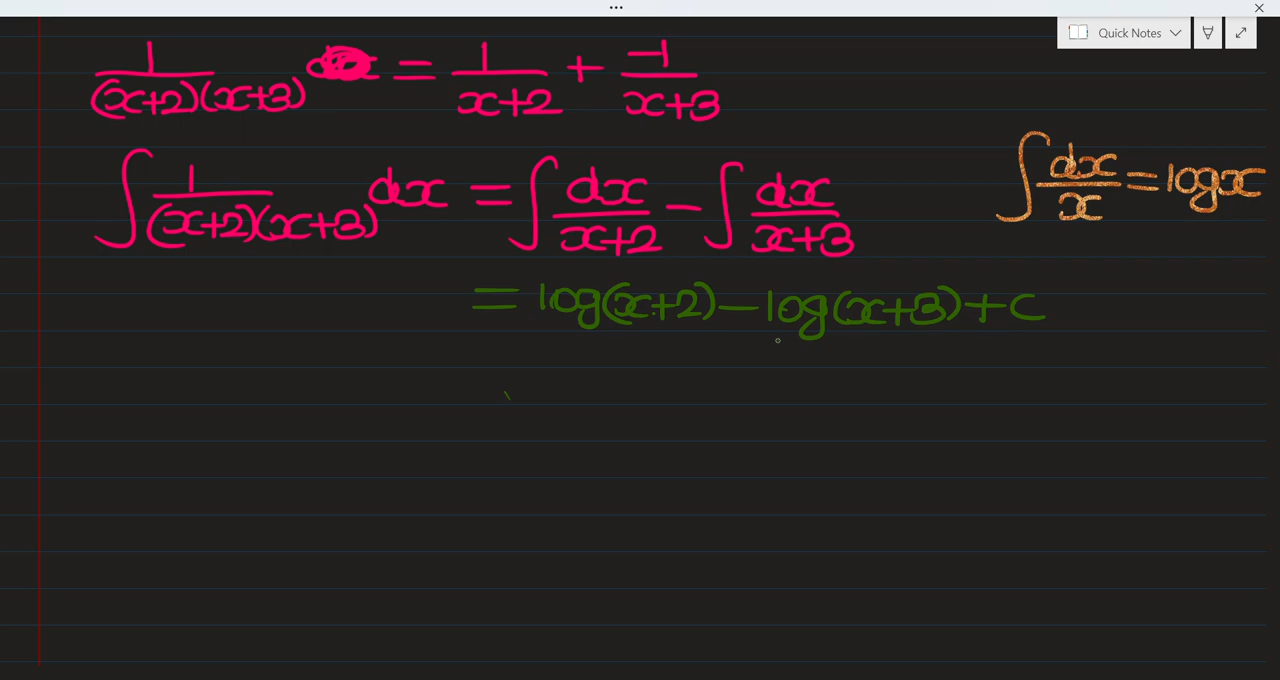 Quick Notes
1/((x+2)(x+3)) = 1/(x+2) + -1/(x+3)
∫ 1/((x+2)(x+3)) dx = ∫ dx/(x+2) - ∫ dx/(x+3)
∫ dx/x = log x
= log(x+2) - log(x+3) + c